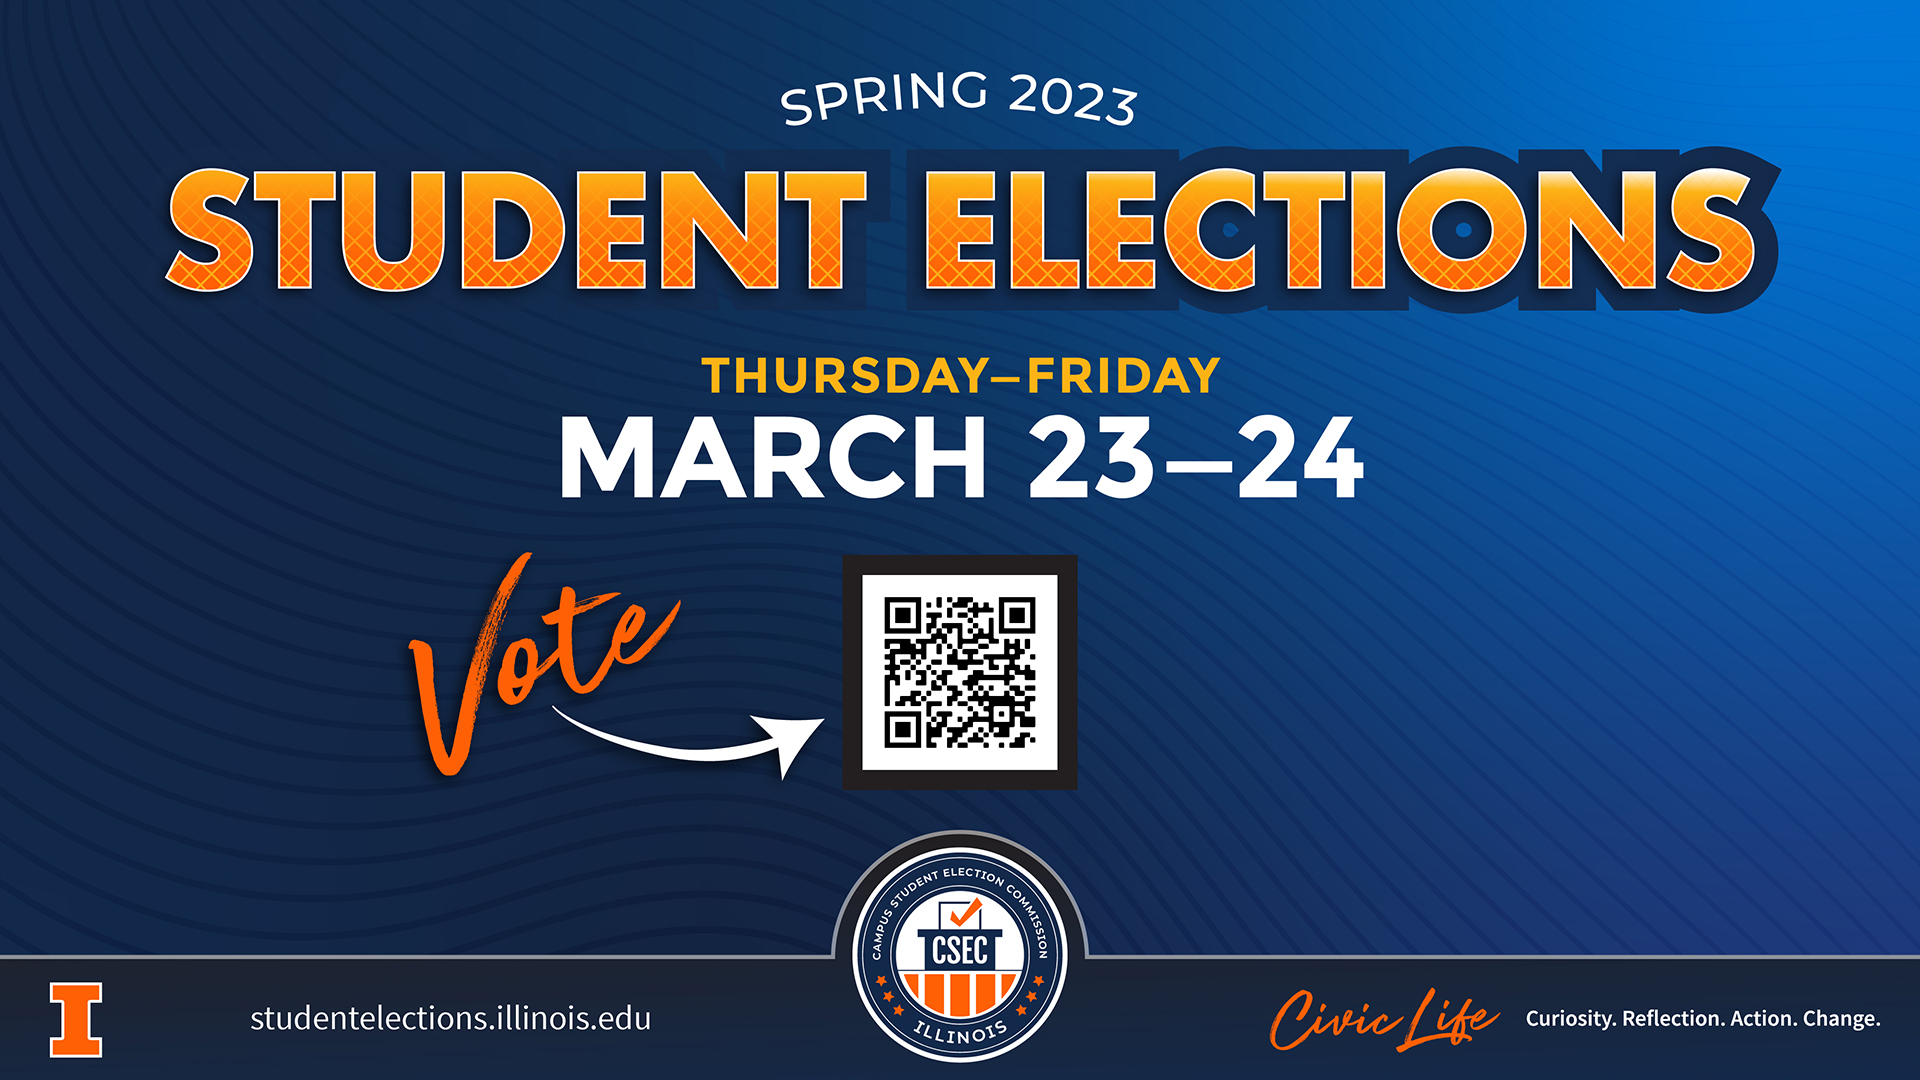 SPRING 2023
STUDENT ELECTIONS
THURSDAY–FRIDAY
MARCH 23–24
Vote
CAMPUS STUDENT ELECTION COMMISSION
CSEC
ILLINOIS
I
studentelections.illinois.edu
Civic Life
Curiosity. Reflection. Action. Change.